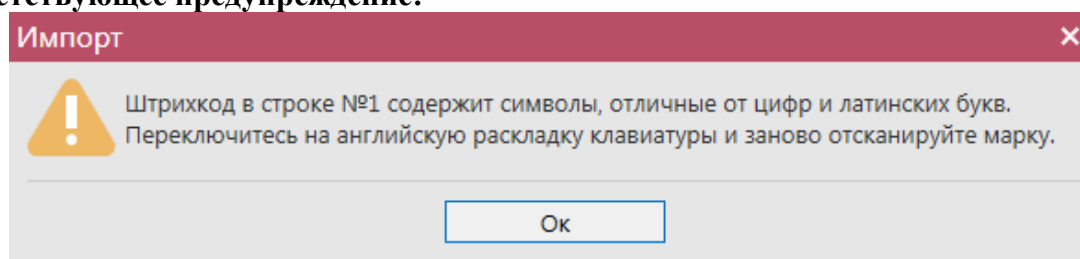 предупреждение:
Импорт
Штрихкод в строке №1 содержит символы, отличные от цифр и латинских букв.
Переключитесь на английскую раскладку клавиатуры и заново отсканируйте марку.
Ок